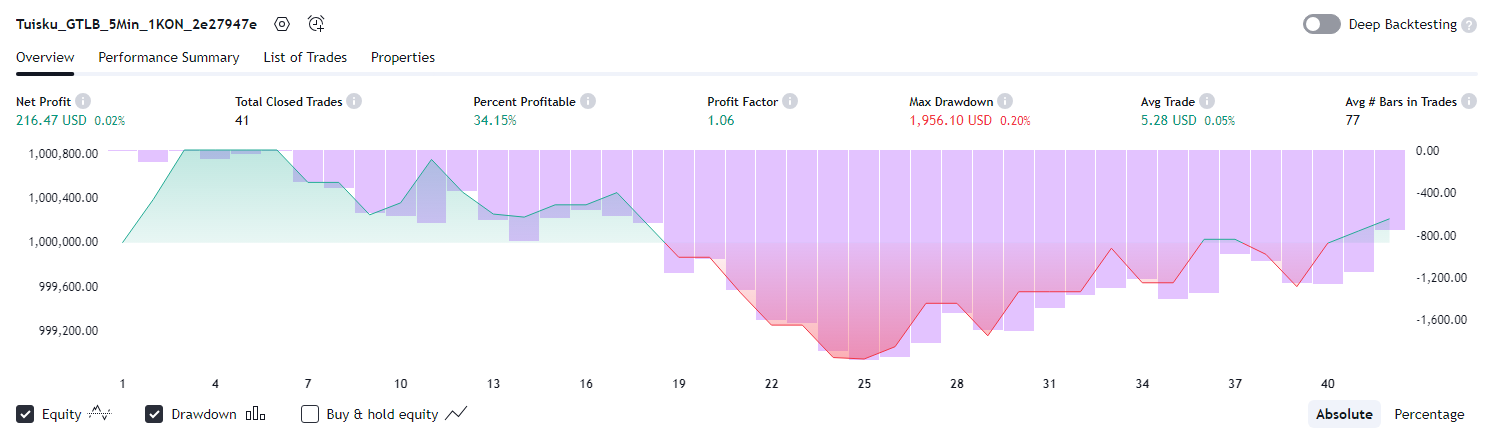 Tuisku_GTLB_5Min_1KON_2e27947e Deep Backtesting ?
Overview Performance Summary List of Trades Properties
Net Profit Total Closed Trades Percent Profitable Profit Factor Max Drawdown Avg Trade Avg # Bars in Trades
216.47 USD 0.02% 41 34.15% 1.06 1,956.10 USD 0.20% 5.28 USD 0.05% 77
1,000,800.00 0.00
1,000,400.00 -400.00
1,000,000.00 -800.00
999,600.00 -1,200.00
999,200.00 -1,600.00
1 4 7 10 13 16 19 22 25 28 31 34 37 40
Equity Drawdown Buy & hold equity Absolute Percentage